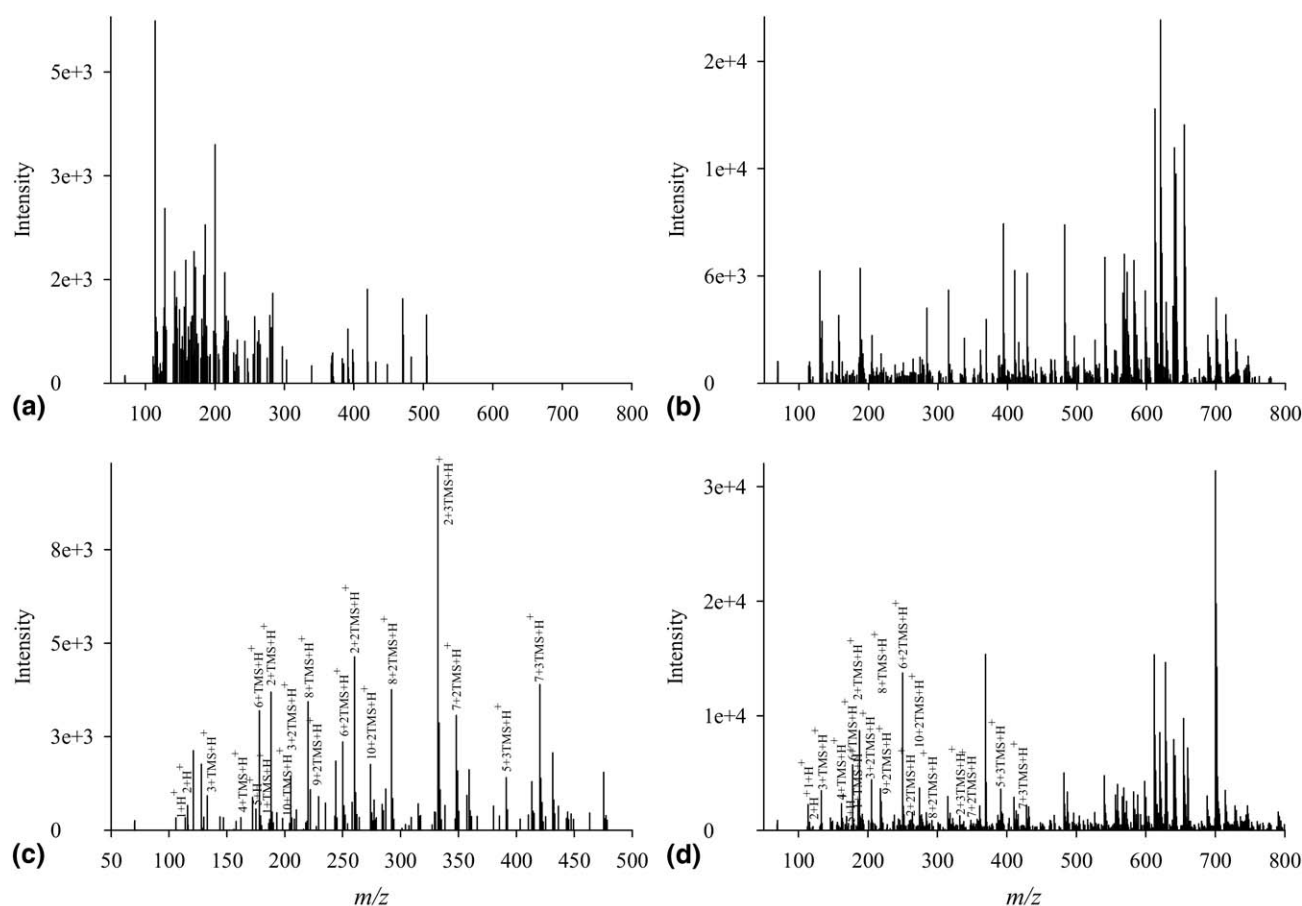 5e+3
3e+3
2e+3
0
Intensity
100 200 300 400 500 600 700 800
(a)
2e+4
1e+4
6e+3
0
Intensity
100 200 300 400 500 600 700 800
(b)
8e+3
5e+3
3e+3
0
Intensity
1+H+
2+H+
3+TMS+H+
4+TMS+H+
5+H+
6+TMS+H+
2+TMS+H+
10+TMS+H+
3+2TMS+H+
8+TMS+H+
9+2TMS+H+
6+2TMS+H+
2+2TMS+H+
10+2TMS+H+
8+2TMS+H+
2+3TMS+H+
7+2TMS+H+
5+3TMS+H+
7+3TMS+H+
50 100 150 200 250 300 350 400 450 500
m/z
(c)
3e+4
2e+4
1e+4
0
Intensity
1+H+
2+H+
3+TMS+H+
4+TMS+H+
5+H+
6+TMS+H+
2+TMS+H+
3+2TMS+H+
8+TMS+H+
9+2TMS+H+
6+2TMS+H+
2+2TMS+H+
10+2TMS+H+
8+2TMS+H+
2+3TMS+H+
7+2TMS+H+
5+3TMS+H+
7+3TMS+H+
100 200 300 400 500 600 700 800
m/z
(d)